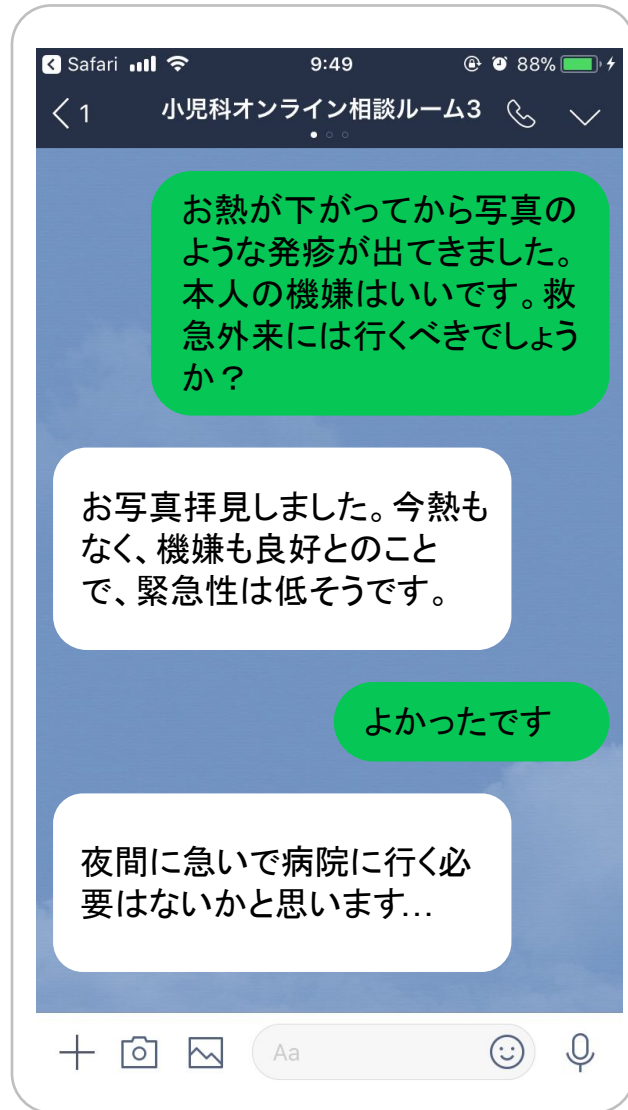 Safari 9:49 88%
1 小児科オンライン相談ルーム3
お熱が下がってから写真の
ような発疹が出てきました。
本人の機嫌はいいです。救
急外来には行くべきでしょう
か？
お写真拝見しました。今熱も
なく、機嫌も良好とのこと
で、緊急性は低そうです。
よかったです
夜間に急いで病院に行く必
要はないかと思います...
Aa